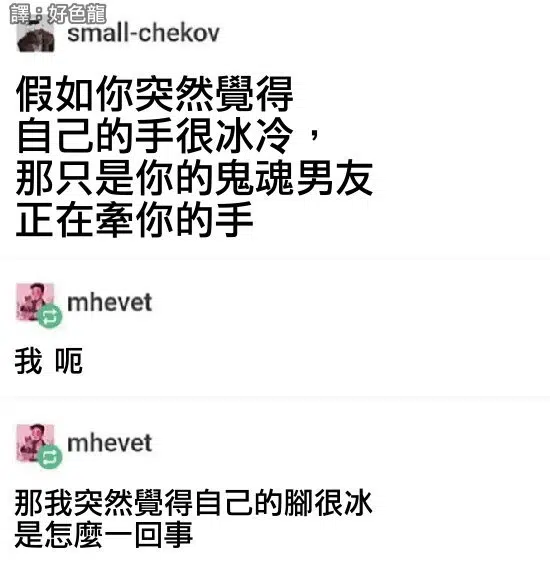 譯：好色龍
small-chekov
假如你突然覺得
自己的手很冰冷，
那只是你的鬼魂男友
正在牽你的手
mhevet
我 呃
mhevet
那我突然覺得自己的腳很冰
是怎麼一回事